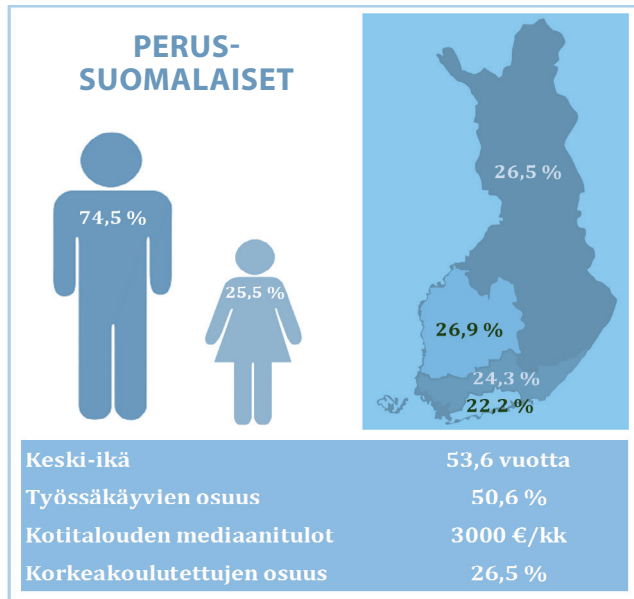 PERUS-
SUOMALAISET
74,5 %
25,5 %
26,5 %
26,9 %
24,3 %
22,2 %
Keski-ikä 53,6 vuotta
Työssäkäyvien osuus 50,6 %
Kotitalouden mediaanitulot 3000 €/kk
Korkeakoulutettujen osuus 26,5 %